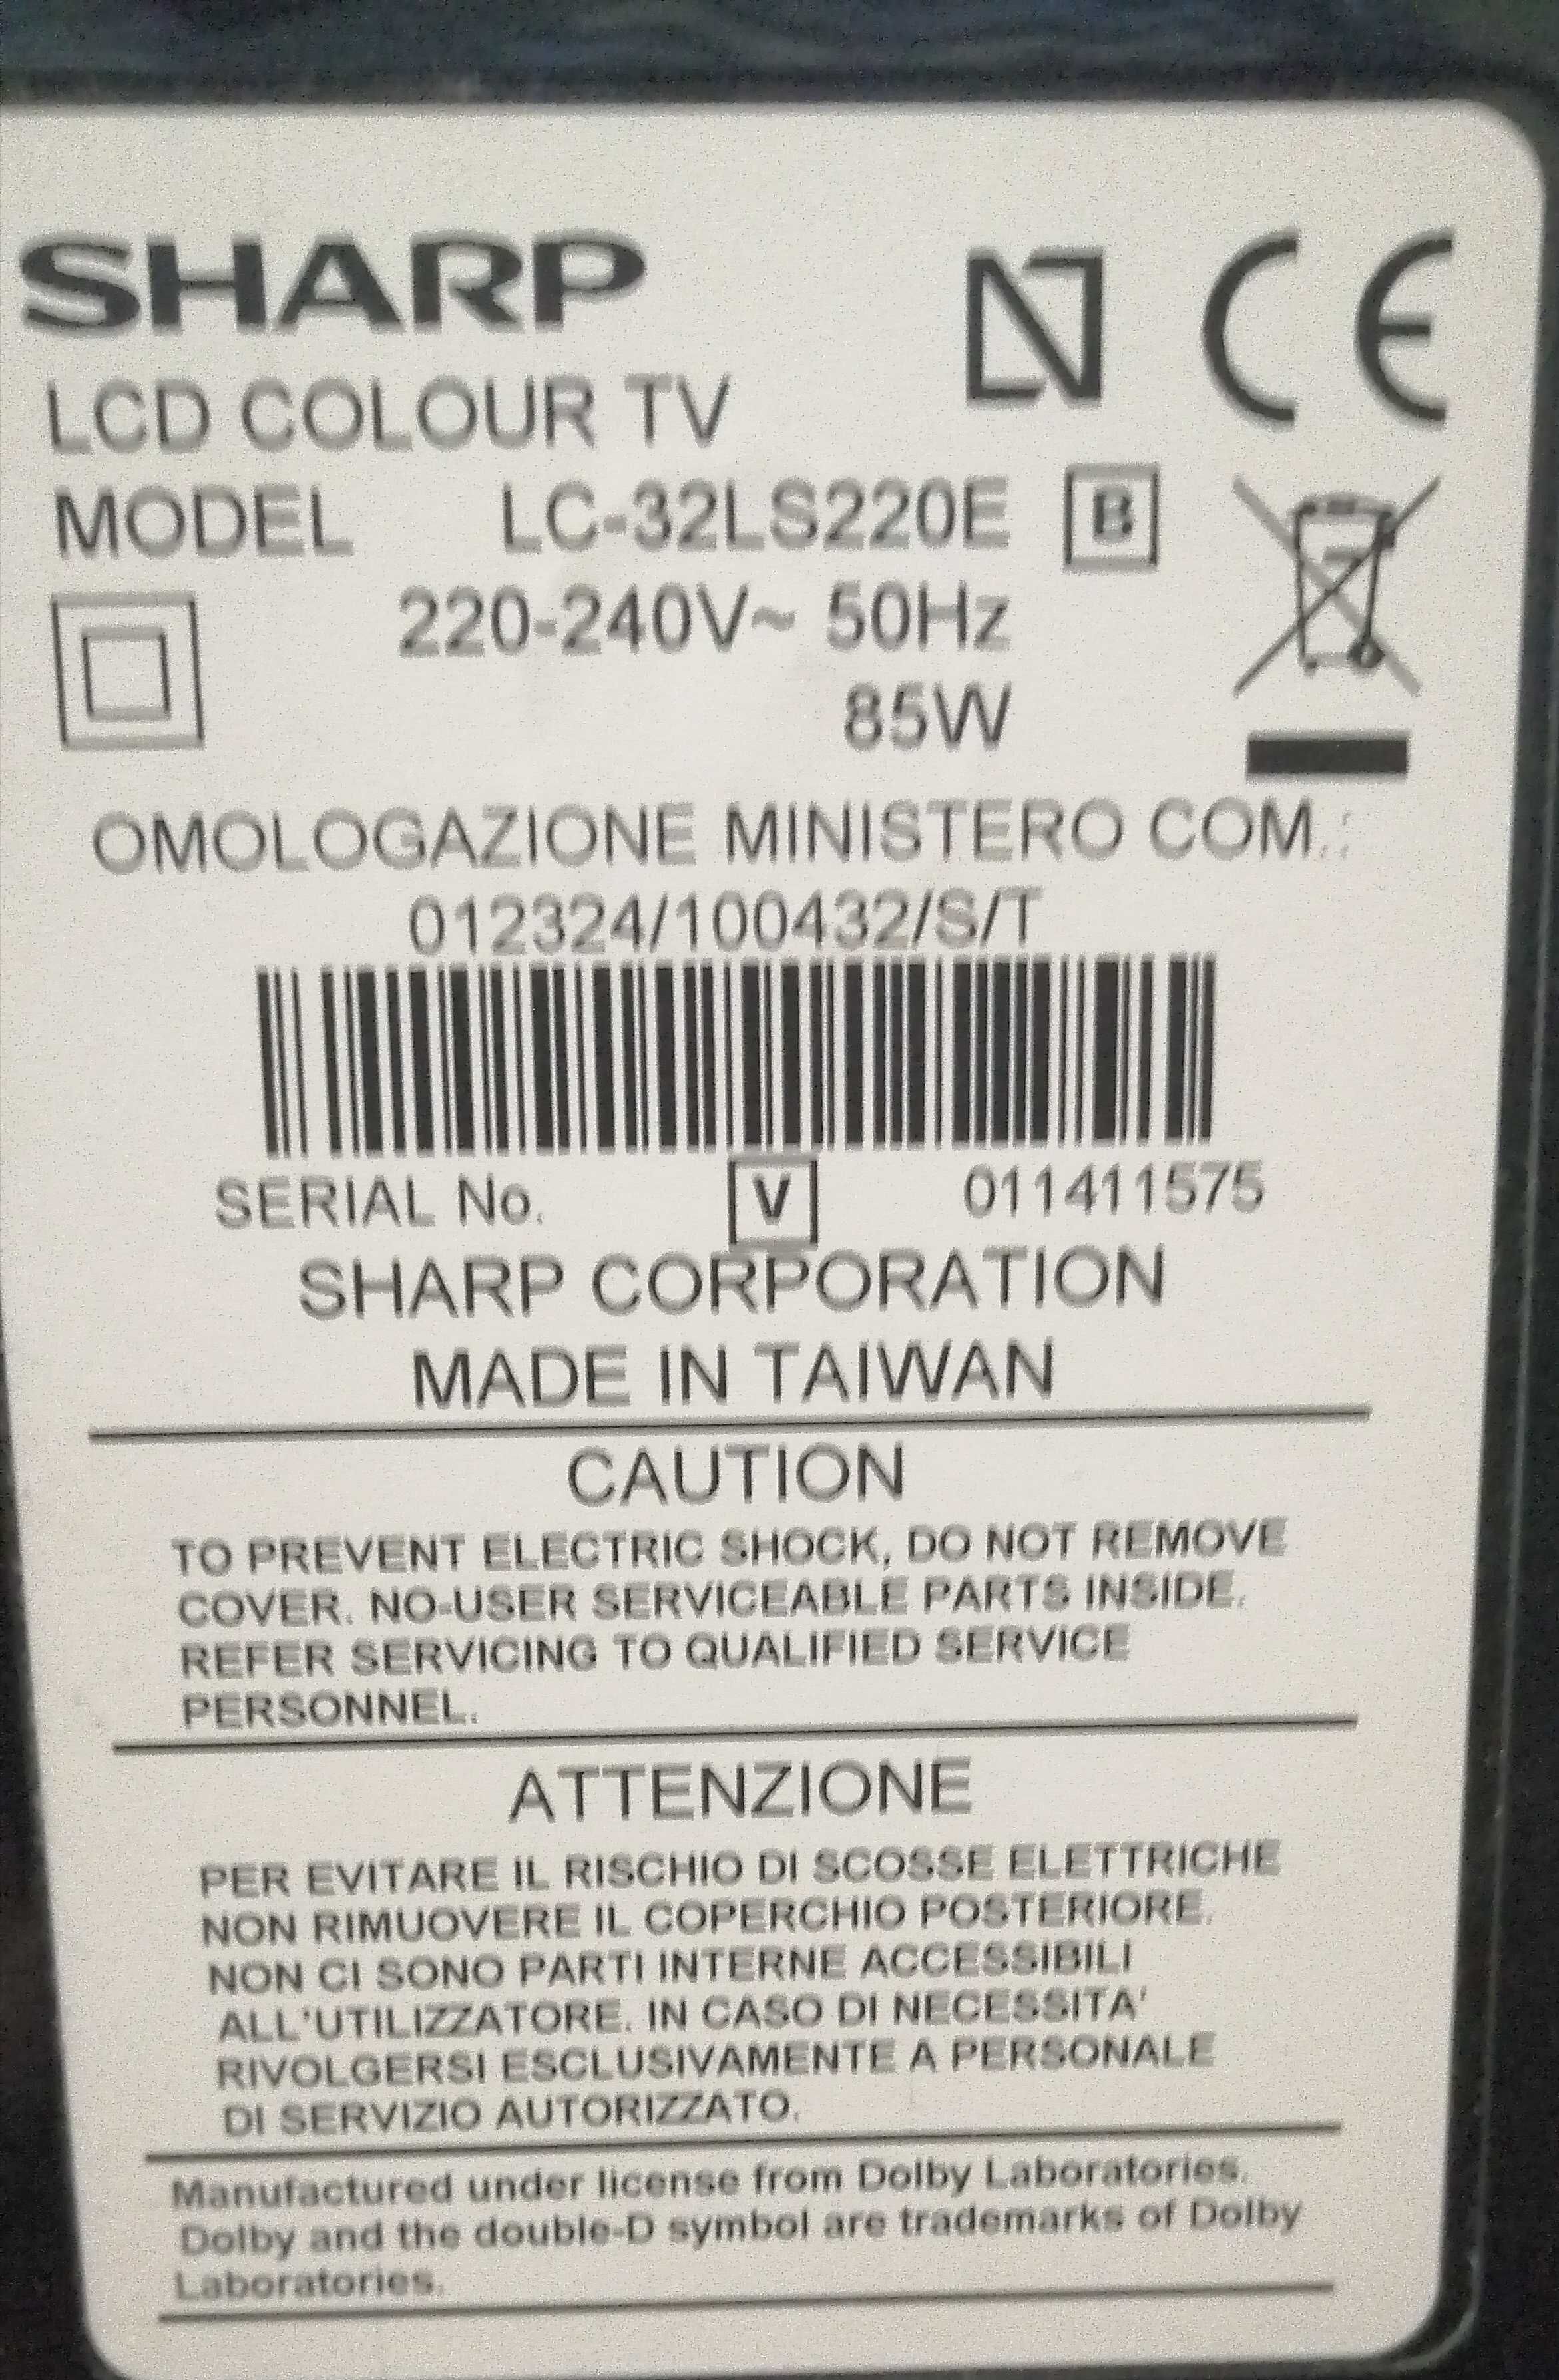 SHARP
LCD COLOUR TV
MODEL LC-32LS220E B
220-240V~ 50Hz
85W
OMOLOGAZIONE MINISTERO COM.:
012324/100432/S/T
SERIAL No. V 011411575
SHARP CORPORATION
MADE IN TAIWAN
CAUTION
TO PREVENT ELECTRIC SHOCK, DO NOT REMOVE
COVER. NO-USER SERVICEABLE PARTS INSIDE.
REFER SERVICING TO QUALIFIED SERVICE
PERSONNEL.
ATTENZIONE
PER EVITARE IL RISCHIO DI SCOSSE ELETTRICHE
NON RIMUOVERE IL COPERCHIO POSTERIORE.
NON CI SONO PARTI INTERNE ACCESSIBILI
ALL'UTILIZZATORE. IN CASO DI NECESSITA'
RIVOLGERSI ESCLUSIVAMENTE A PERSONALE
DI SERVIZIO AUTORIZZATO.
Manufactured under license from Dolby Laboratories.
Dolby and the double-D symbol are trademarks of Dolby
Laboratories.